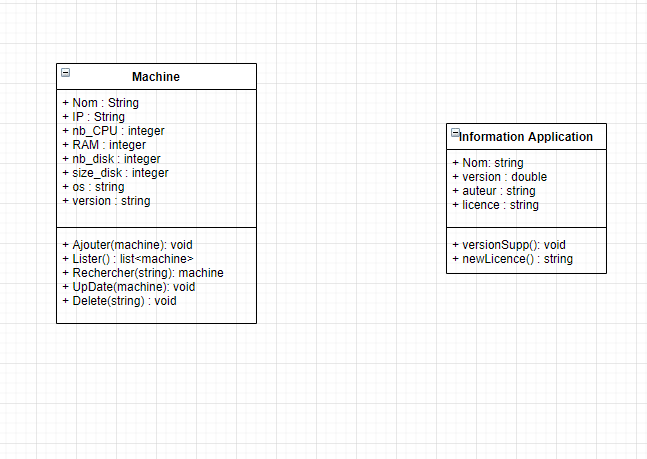 Machine
+ Nom : String
+ IP : String
+ nb_CPU : integer
+ RAM : integer
+ nb_disk : integer
+ size_disk : integer
+ os : string
+ version : string
+ Ajouter(machine): void
+ Lister() : list<machine>
+ Rechercher(string): machine
+ UpDate(machine): void
+ Delete(string) : void
Information Application
+ Nom: string
+ version : double
+ auteur : string
+ licence : string
+ versionSupp(): void
+ newLicence() : string